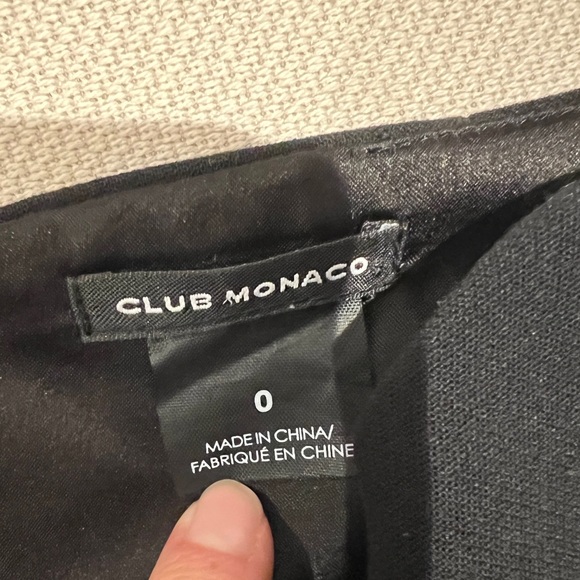 CLUB MONACO
0
MADE IN CHINA/
FABRIQUÉ EN CHINE